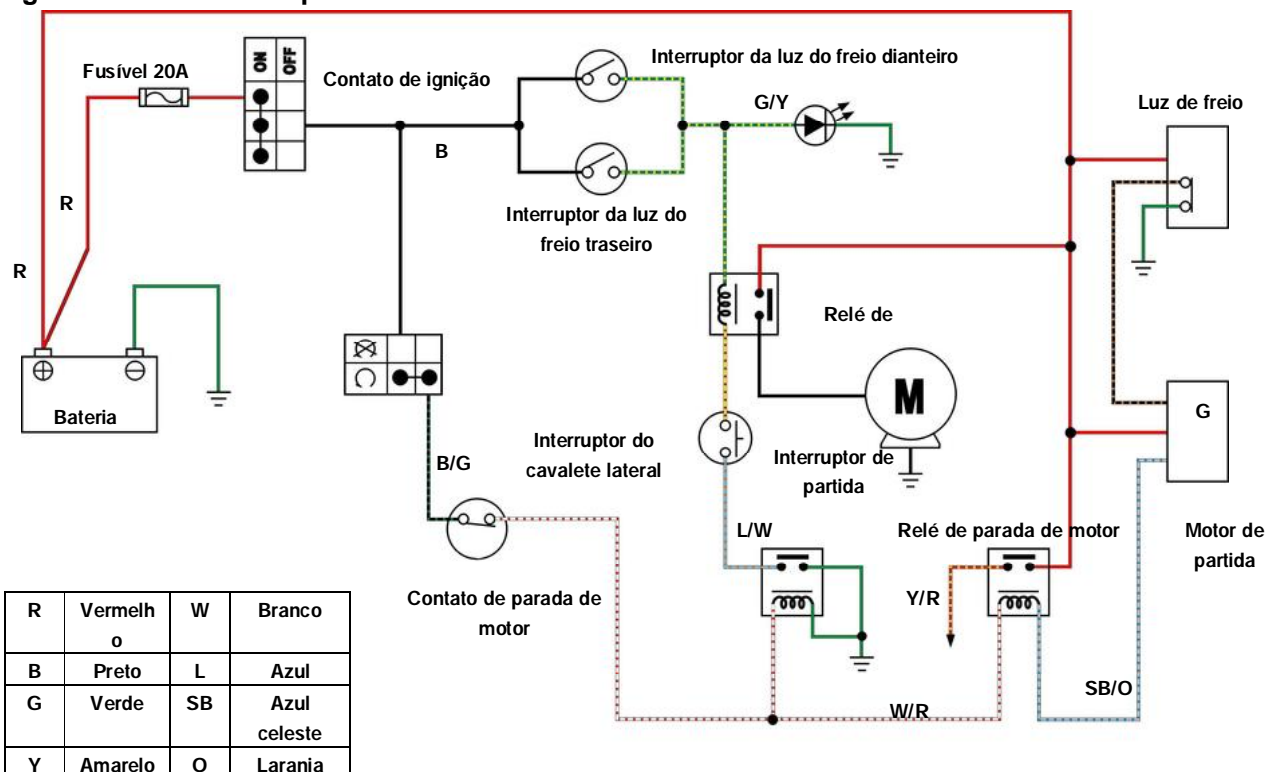 Fusível 20A
ON
OFF
Contato de ignição
Interruptor da luz do freio dianteiro
G/Y
Luz de freio
B
R
Interruptor da luz do
freio traseiro
R
Relé de
Bateria
M
G
Interruptor do
cavalete lateral
B/G
Interruptor de
partida
L/W
Relé de parada de motor
Motor de
partida
Contato de parada de
motor
Y/R
W/R
SB/O
R Vermelh
o W Branco
B Preto L Azul
G Verde SB Azul
celeste
Y Amarelo O Laranja